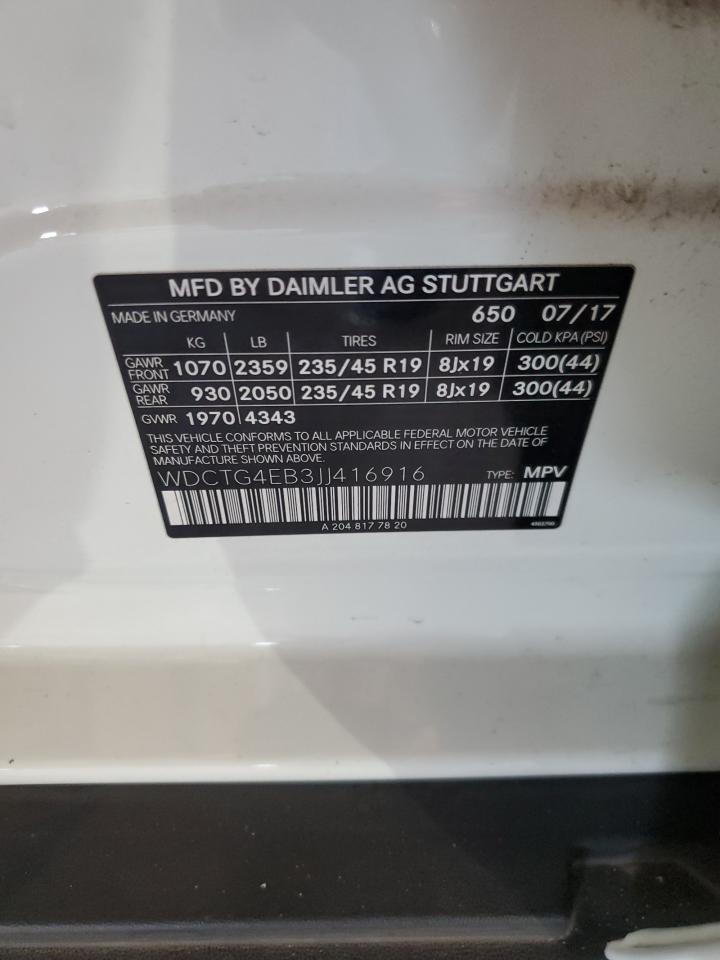 MFD BY DAIMLER AG STUTTGART
MADE IN GERMANY 650 07/17
KG LB TIRES RIM SIZE COLD KPA (PSI)
GAWR FRONT 1070 2359 235/45 R19 8Jx19 300(44)
GAWR REAR 930 2050 235/45 R19 8Jx19 300(44)
GVWR 1970 4343
THIS VEHICLE CONFORMS TO ALL APPLICABLE FEDERAL MOTOR VEHICLE
SAFETY AND THEFT PREVENTION STANDARDS IN EFFECT ON THE DATE OF
MANUFACTURE SHOWN ABOVE.
WDCTG4EB3JJ416916 TYPE: MPV
A 204 817 78 20